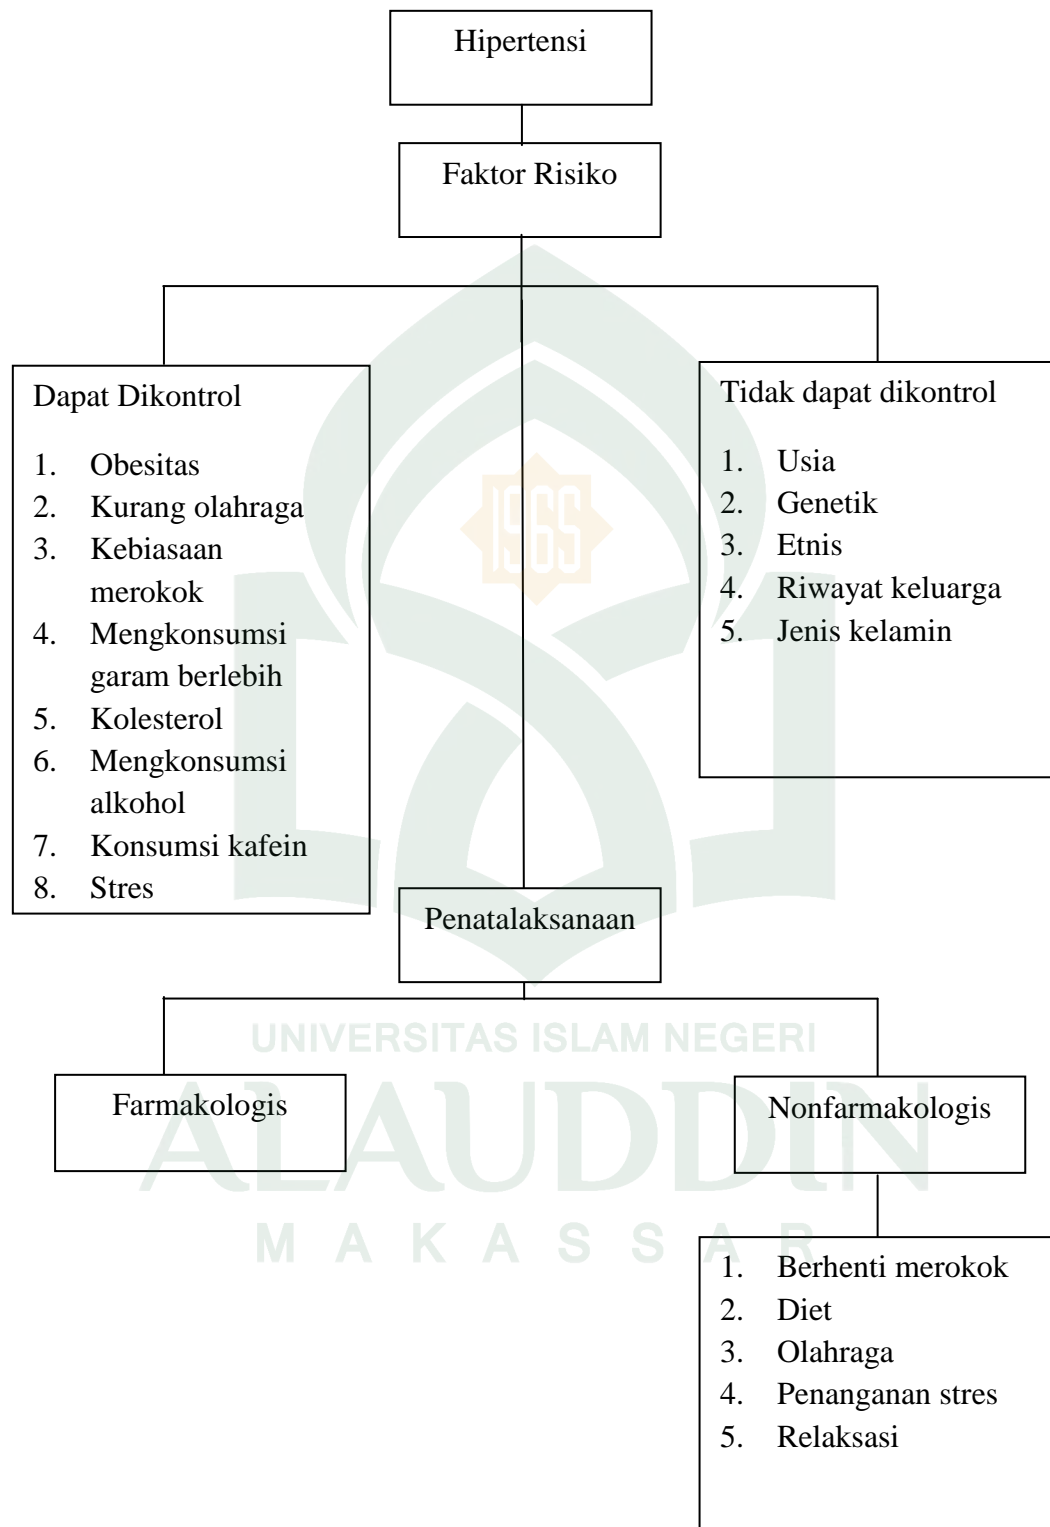 Hipertensi
Faktor Risiko
Dapat Dikontrol
1. Obesitas
2. Kurang olahraga
3. Kebiasaan
merokok
4. Mengkonsumsi
garam berlebih
5. Kolesterol
6. Mengkonsumsi
alkohol
7. Konsumsi kafein
8. Stres
Tidak dapat dikontrol
1. Usia
2. Genetik
3. Etnis
4. Riwayat keluarga
5. Jenis kelamin
1965
Penatalaksanaan
UNIVERSITAS ISLAM NEGERI
ALAUDDIN
MAKASSAR
Farmakologis
Nonfarmakologis
1. Berhenti merokok
2. Diet
3. Olahraga
4. Penanganan stres
5. Relaksasi